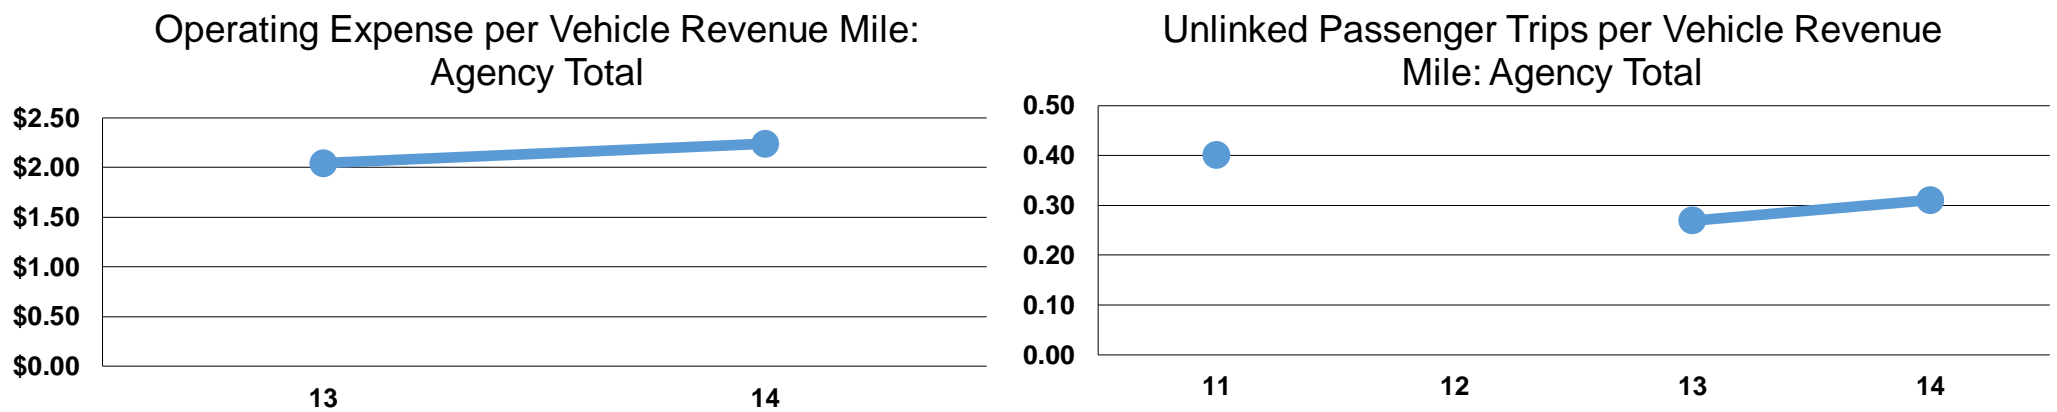 Operating Expense per Vehicle Revenue Mile:
Agency Total
$2.50
$2.00
$1.50
$1.00
$0.50
$0.00
13 14
Unlinked Passenger Trips per Vehicle Revenue
Mile: Agency Total
0.50
0.40
0.30
0.20
0.10
0.00
11 12 13 14